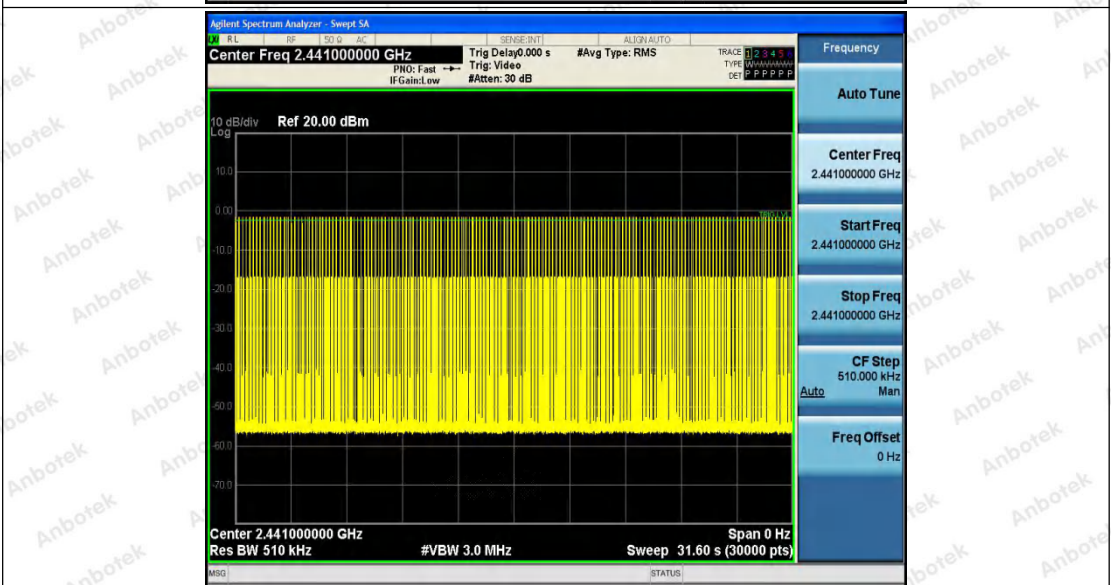 Agilent Spectrum Analyzer - Swept SA
RL RF 50 Ω AC SENSE:INT ALIGN AUTO
Center Freq 2.441000000 GHz
PNO: Fast
IFGain:Low
Trig Delay0.000 s
Trig: Video
#Atten: 30 dB
#Avg Type: RMS
TRACE 1 2 3 4 5 6
TYPE
DET P P P P P P
10 dB/div Ref 20.00 dBm
Log
10.0
0.00
-10.0
-20.0
-30.0
-40.0
-50.0
-60.0
-70.0
Center 2.441000000 GHz Span 0 Hz
Res BW 510 kHz #VBW 3.0 MHz Sweep 31.60 s (30000 pts)
MSG STATUS
Frequency
Auto Tune
Center Freq
2.441000000 GHz
Start Freq
2.441000000 GHz
Stop Freq
2.441000000 GHz
CF Step
510.000 kHz
Auto Man
Freq Offset
0 Hz
Anbotek